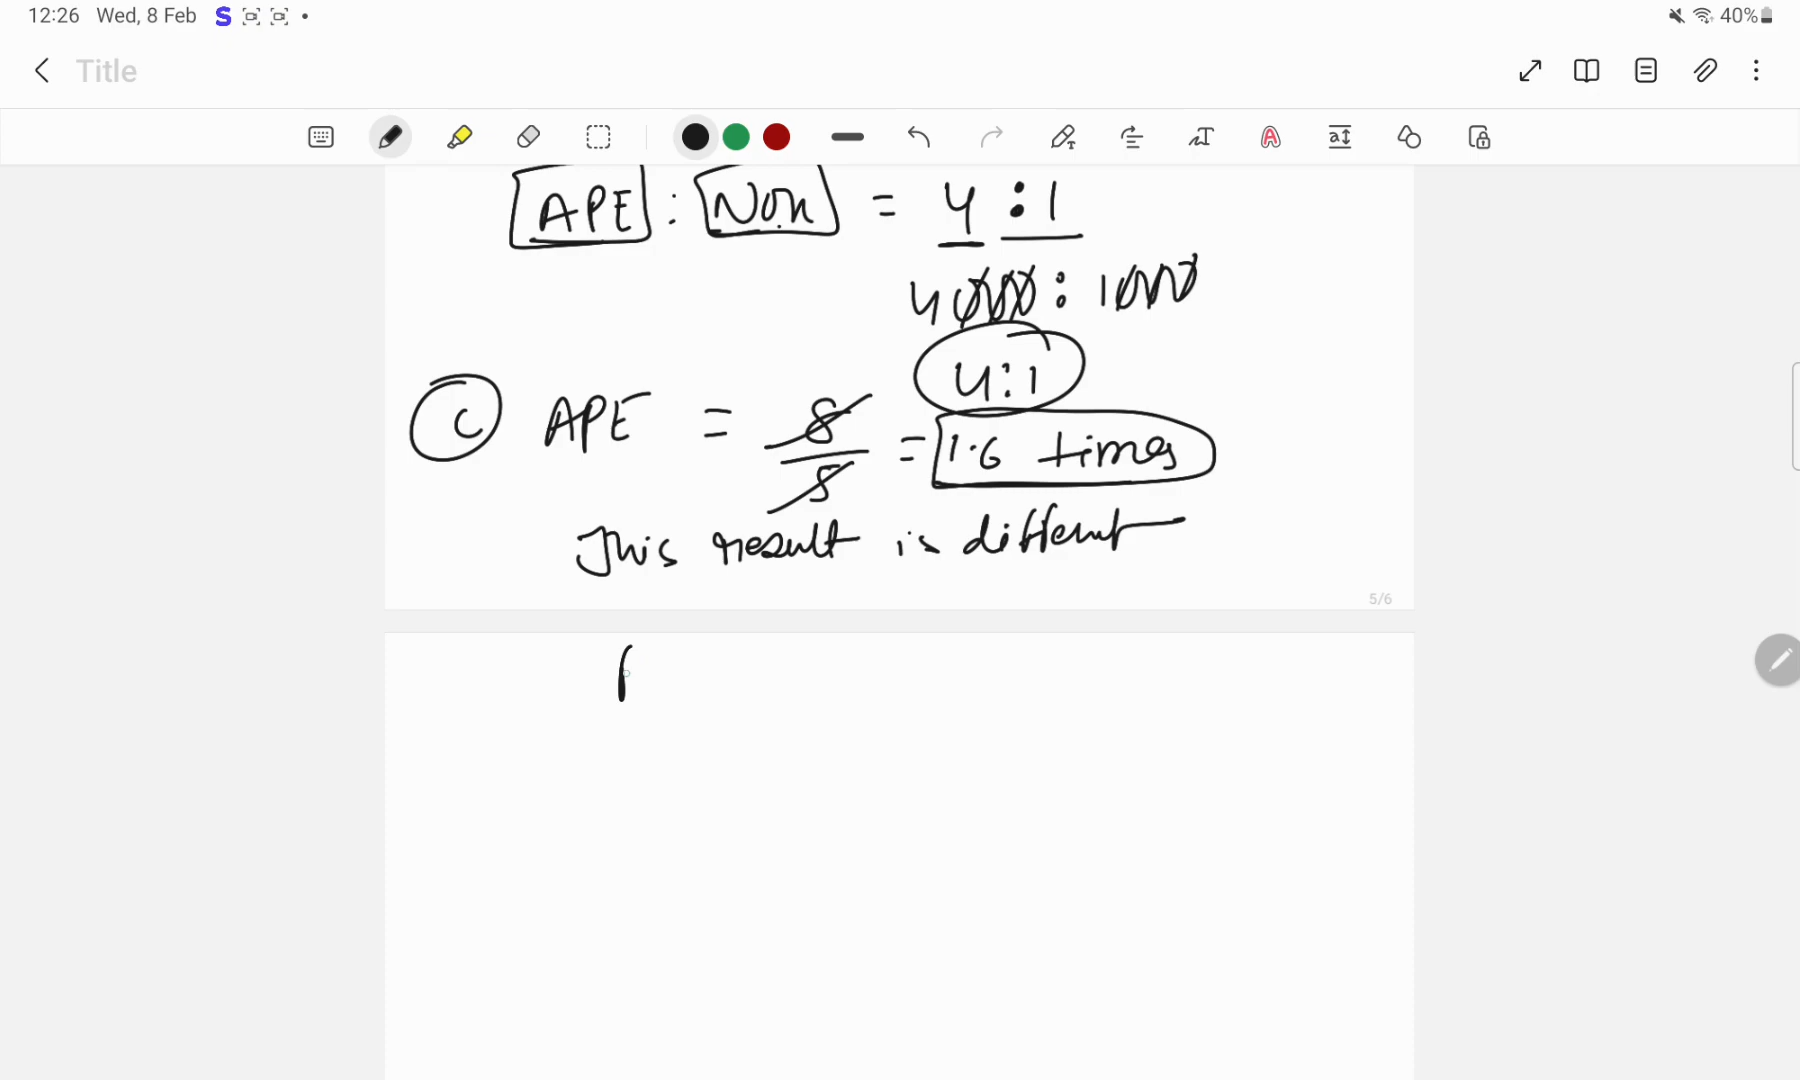 12:26 Wed, 8 Feb S 40%
Title
APE : Non = 4 : 1
4000 : 1000
4:1
C APE = 8/5 = 1.6 times
This result is different
5/6